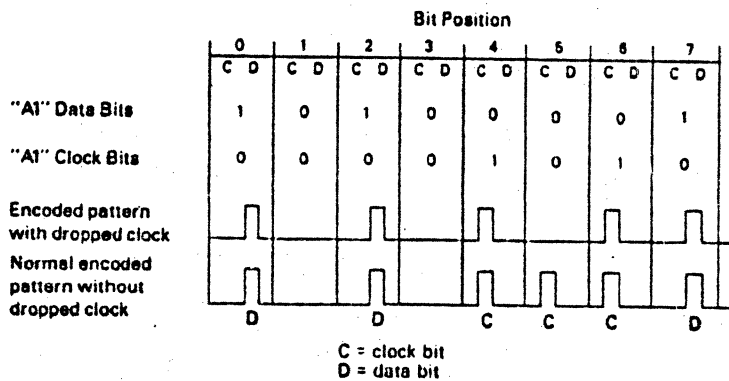 Bit Position
0 1 2 3 4 5 6 7
C D C D C D C D C D C D C D C D
"A1" Data Bits 1 0 1 0 0 0 0 1
"A1" Clock Bits 0 0 0 0 1 0 1 0
Encoded pattern
with dropped clock
Normal encoded
pattern without
dropped clock
D D C C C D
C = clock bit
D = data bit